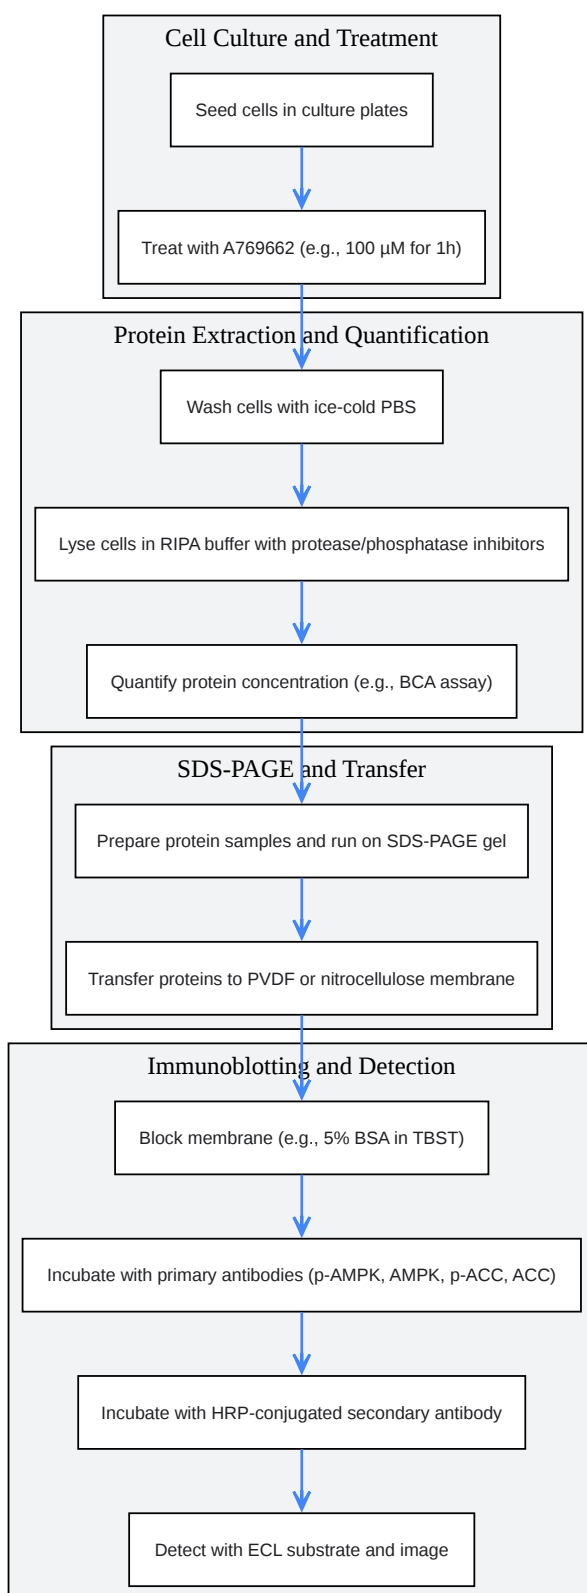 Cell Culture and Treatment
Seed cells in culture plates
Treat with A769662 (e.g., 100 µM for 1h)
Protein Extraction and Quantification
Wash cells with ice-cold PBS
Lyse cells in RIPA buffer with protease/phosphatase inhibitors
Quantify protein concentration (e.g., BCA assay)
SDS-PAGE and Transfer
Prepare protein samples and run on SDS-PAGE gel
Transfer proteins to PVDF or nitrocellulose membrane
Immunoblotting and Detection
Block membrane (e.g., 5% BSA in TBST)
Incubate with primary antibodies (p-AMPK, AMPK, p-ACC, ACC)
Incubate with HRP-conjugated secondary antibody
Detect with ECL substrate and image